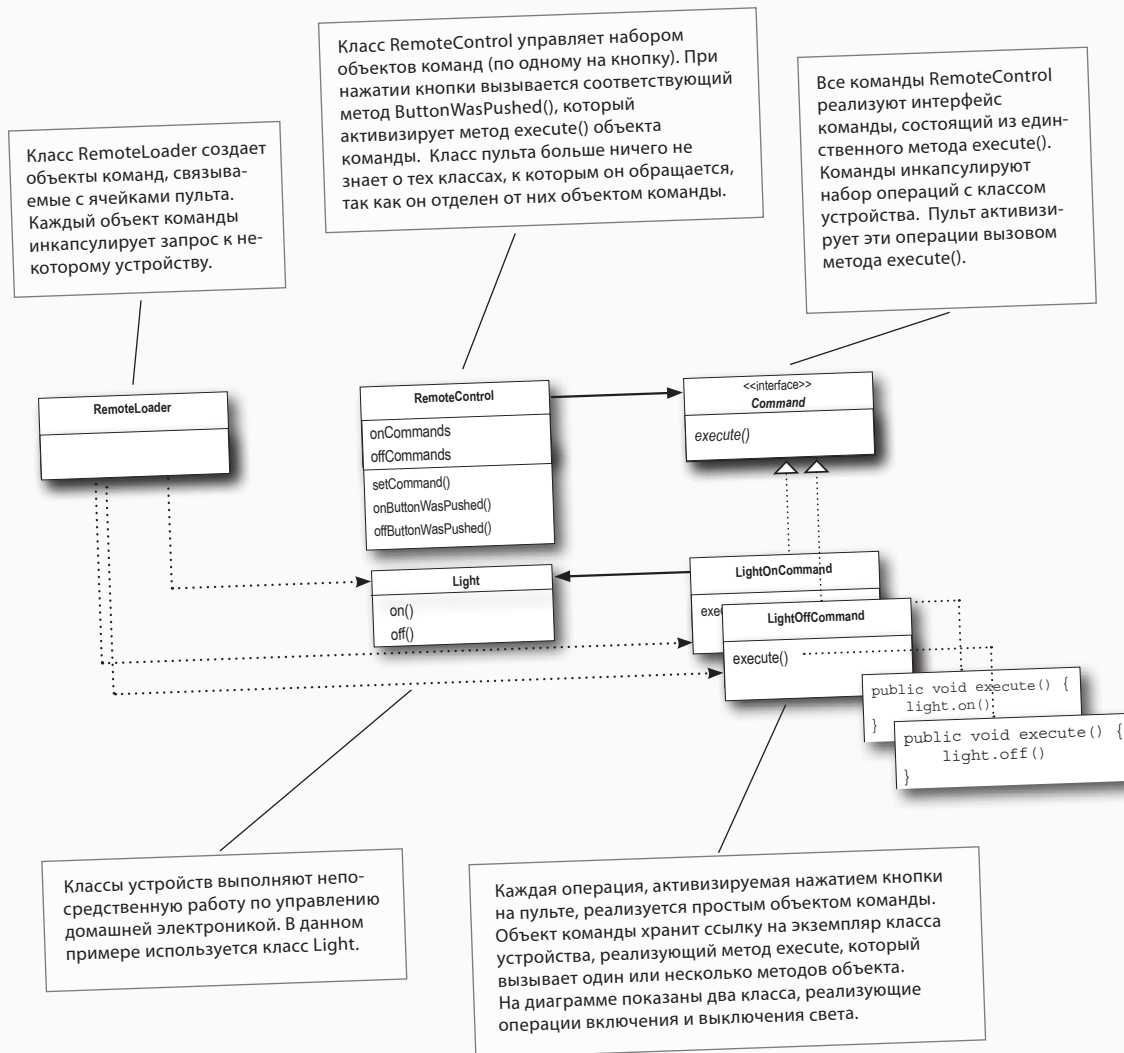 Класс RemoteControl управляет набором
объектов команд (по одному на кнопку). При
нажатии кнопки вызывается соответствующий
метод ButtonWasPushed(), который
активизирует метод execute() объекта
команды. Класс пульта больше ничего не
знает о тех классах, к которым он обращается,
так как он отделен от них объектом команды.
Все команды RemoteControl
реализуют интерфейс
команды, состоящий из един-
ственного метода execute().
Команды инкапсулируют
набор операций с классом
устройства. Пульт активизи-
рует эти операции вызовом
метода execute().
Класс RemoteLoader создает
объекты команд, связыва-
емые с ячейками пульта.
Каждый объект команды
инкапсулирует запрос к не-
которому устройству.
RemoteLoader
RemoteControl
onCommands
offCommands
setCommand()
onButtonWasPushed()
offButtonWasPushed()
<<interface>>
Command
execute()
Light
on()
off()
LightOnCommand
exe
LightOffCommand
execute()
public void execute() {
light.on()
}
public void execute() {
light.off()
}
Классы устройств выполняют непо-
средственную работу по управлению
домашней электроникой. В данном
примере используется класс Light.
Каждая операция, активизируемая нажатием кнопки
на пульте, реализуется простым объектом команды.
Объект команды хранит ссылку на экземпляр класса
устройства, реализующий метод execute, который
вызывает один или несколько методов объекта.
На диаграмме показаны два класса, реализующие
операции включения и выключения света.